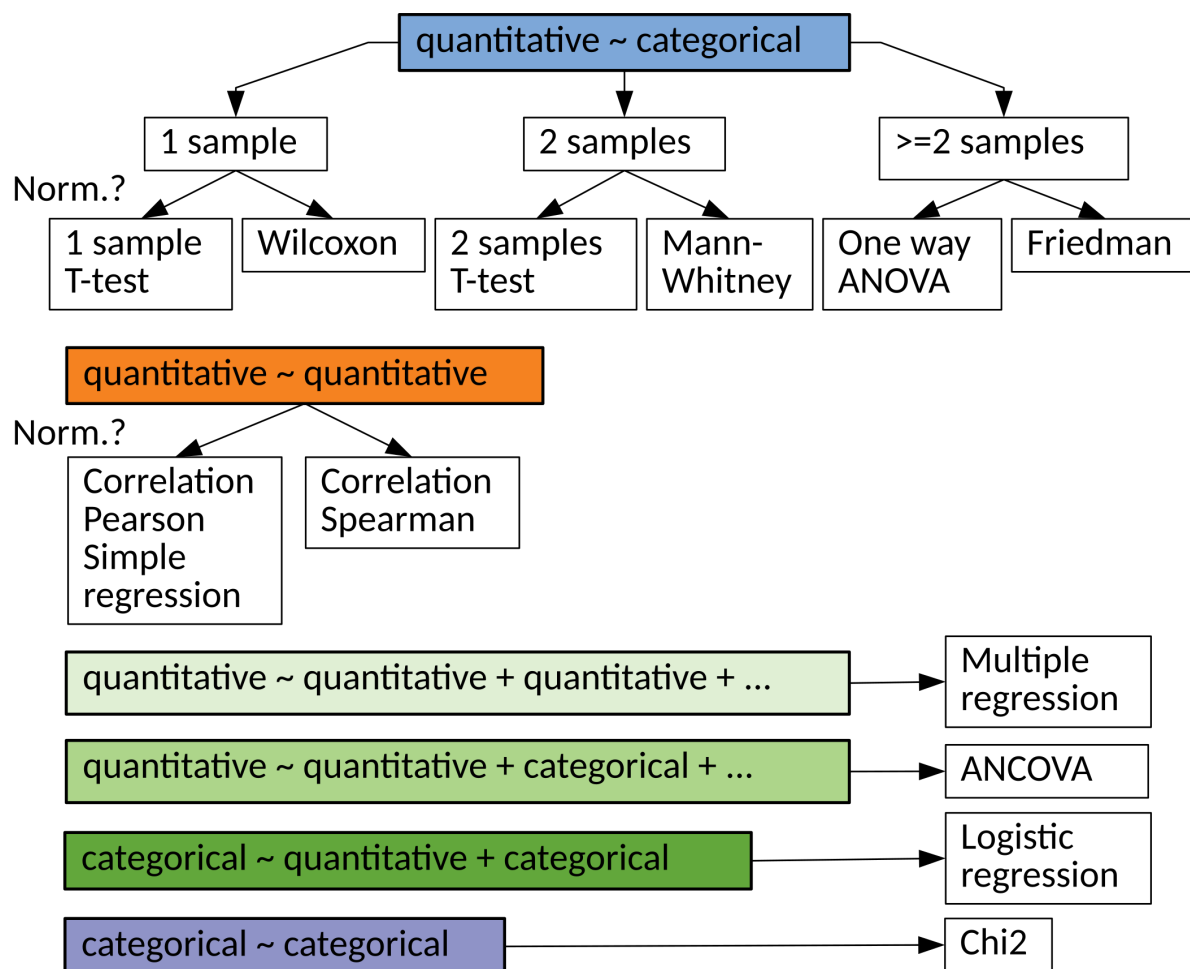 quantitative ~ categorical
1 sample
2 samples
>=2 samples
Norm.?
1 sample
T-test
Wilcoxon
2 samples
T-test
Mann-
Whitney
One way
ANOVA
Friedman
quantitative ~ quantitative
Norm.?
Correlation
Pearson
Simple
regression
Correlation
Spearman
quantitative ~ quantitative + quantitative + ...
Multiple
regression
quantitative ~ quantitative + categorical + ...
ANCOVA
categorical ~ quantitative + categorical
Logistic
regression
categorical ~ categorical
Chi2